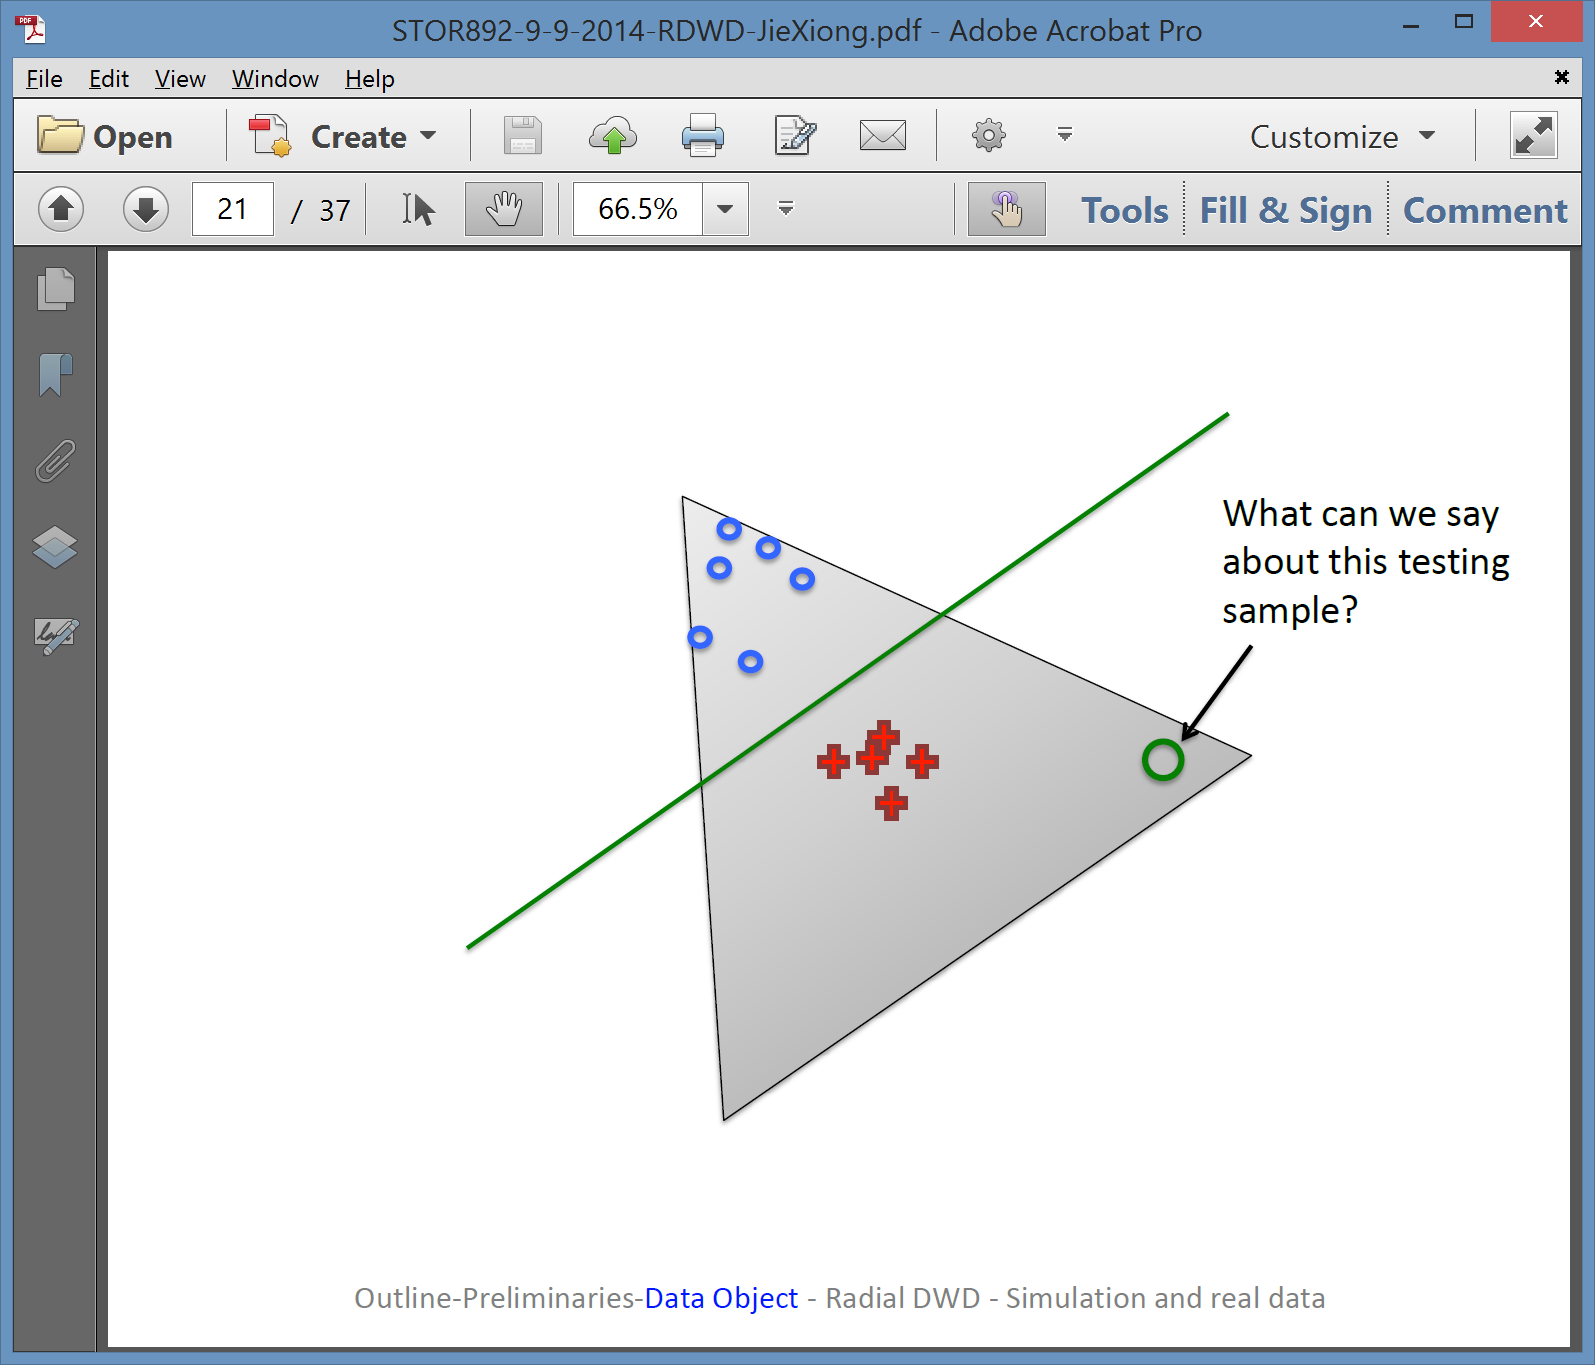 STOR892-9-9-2014-RDWD-JieXiong.pdf - Adobe Acrobat Pro
File Edit View Window Help
Open Create Customize
21 / 37 66.5% Tools Fill & Sign Comment
What can we say
about this testing
sample?
Outline-Preliminaries-Data Object - Radial DWD - Simulation and real data